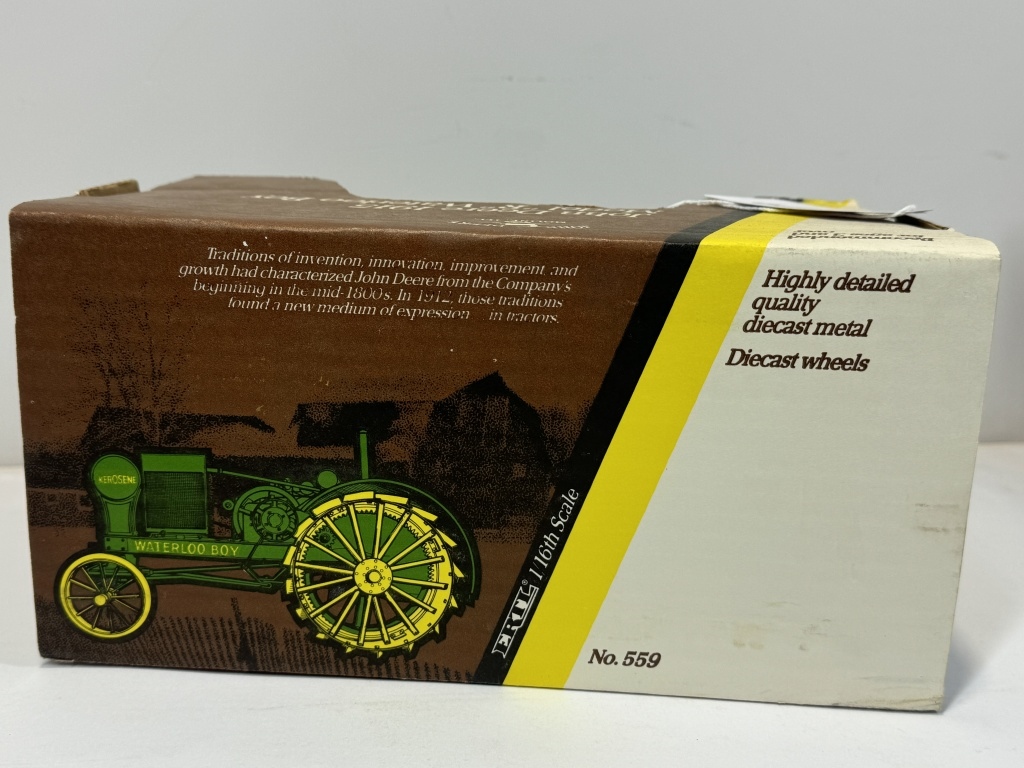 Traditions of invention, innovation, improvement and
growth had characterized John Deere from the Company's
beginning in the mid-1800's. In 1912, those traditions
found a new medium of expression in tractors.
Highly detailed
quality
diecast metal
Diecast wheels
KEROSENE
WATERLOO BOY
ERTL® 1/16th Scale
No. 559